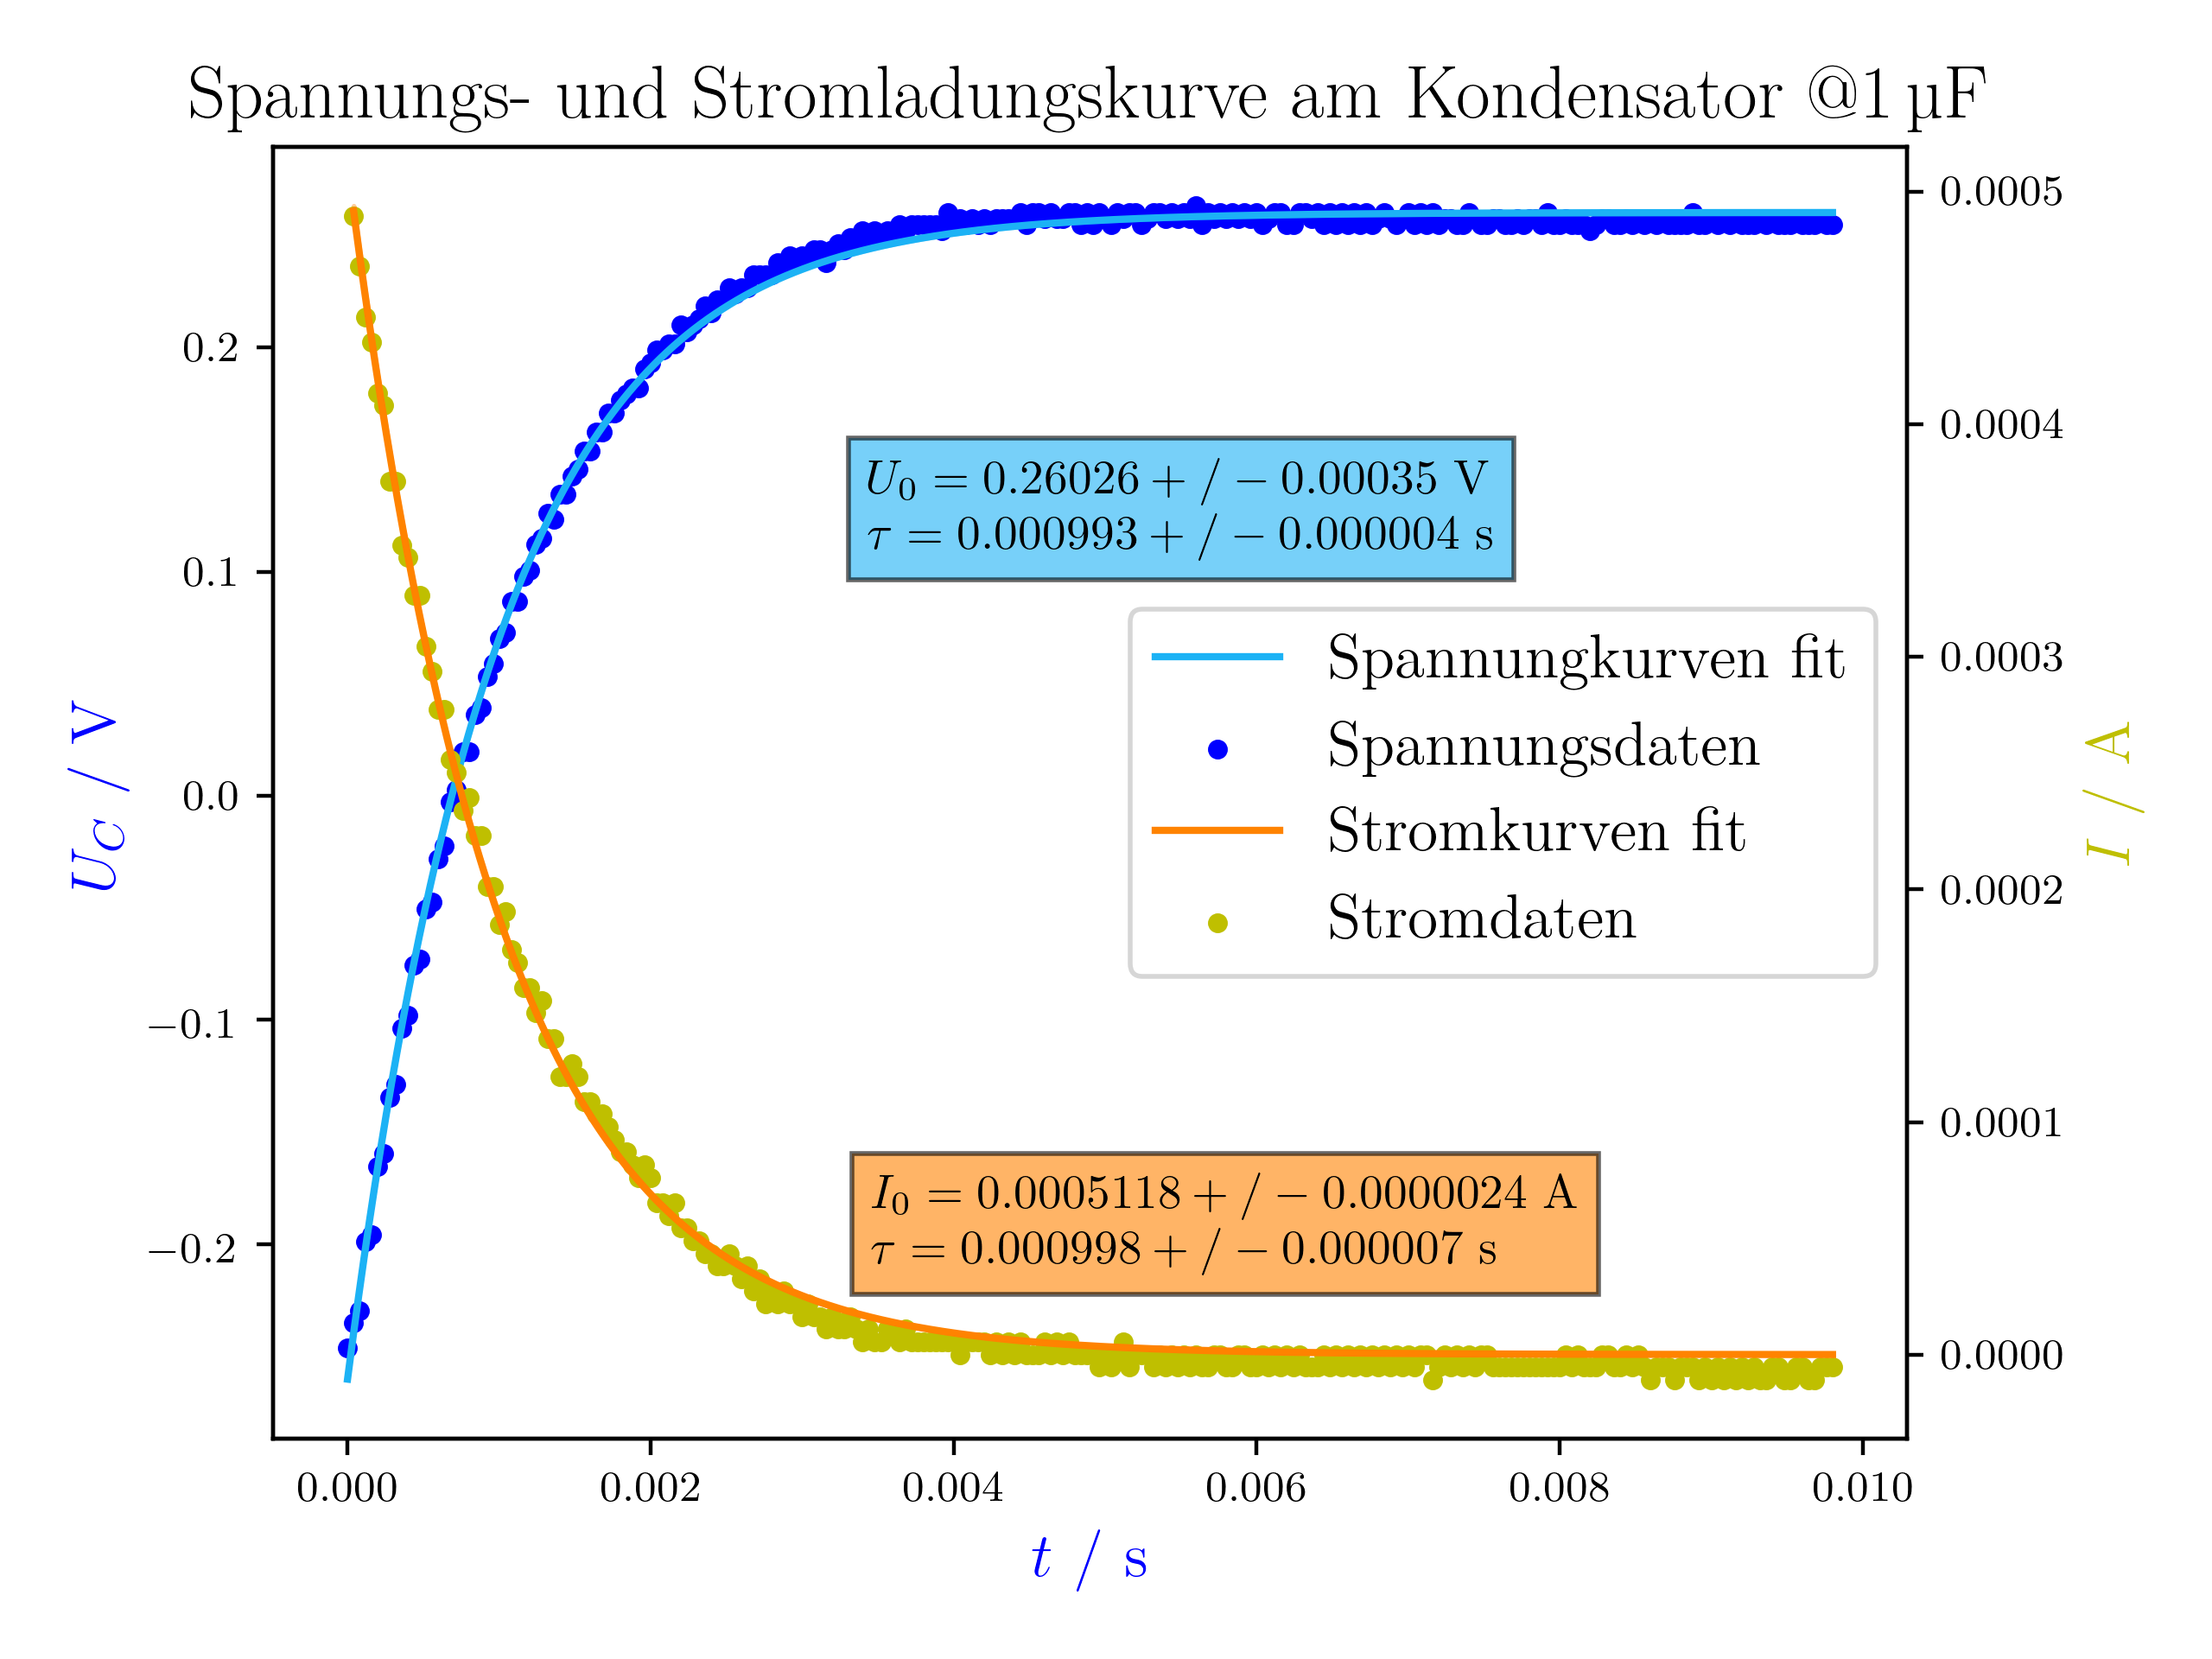 Spannungs- und Stromladungskurve am Kondensator @1 µF
0.2
0.1
0.0
−0.1
−0.2
U_C / V
0.0005
0.0004
0.0003
0.0002
0.0001
0.0000
I / A
U_0 = 0.26026 + / − 0.00035 V
τ = 0.000993 + / − 0.000004 s
Spannungkurven fit
Spannungsdaten
Stromkurven fit
Stromdaten
I_0 = 0.0005118 + / − 0.0000024 A
τ = 0.000998 + / − 0.000007 s
0.000 0.002 0.004 0.006 0.008 0.010
t / s